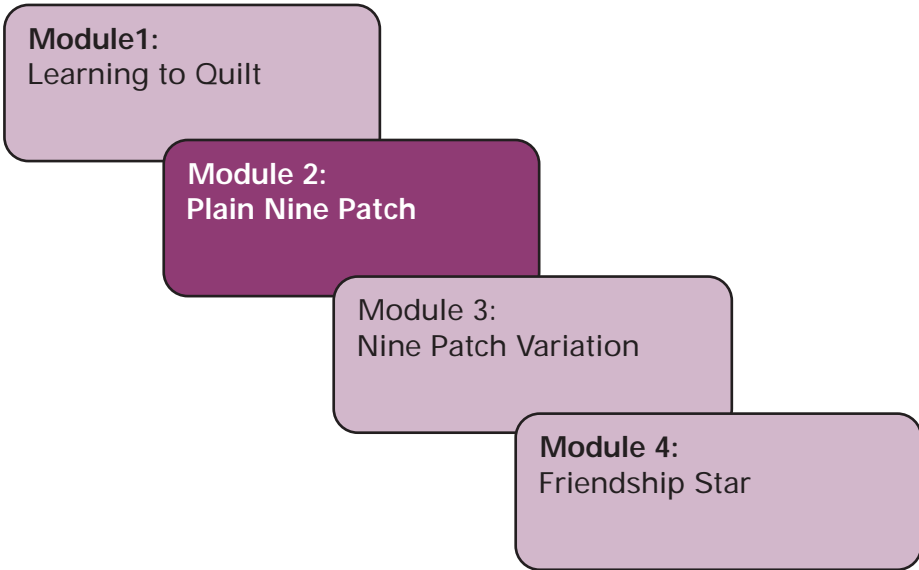 Module1:
Learning to Quilt
Module 2:
Plain Nine Patch
Module 3:
Nine Patch Variation
Module 4:
Friendship Star